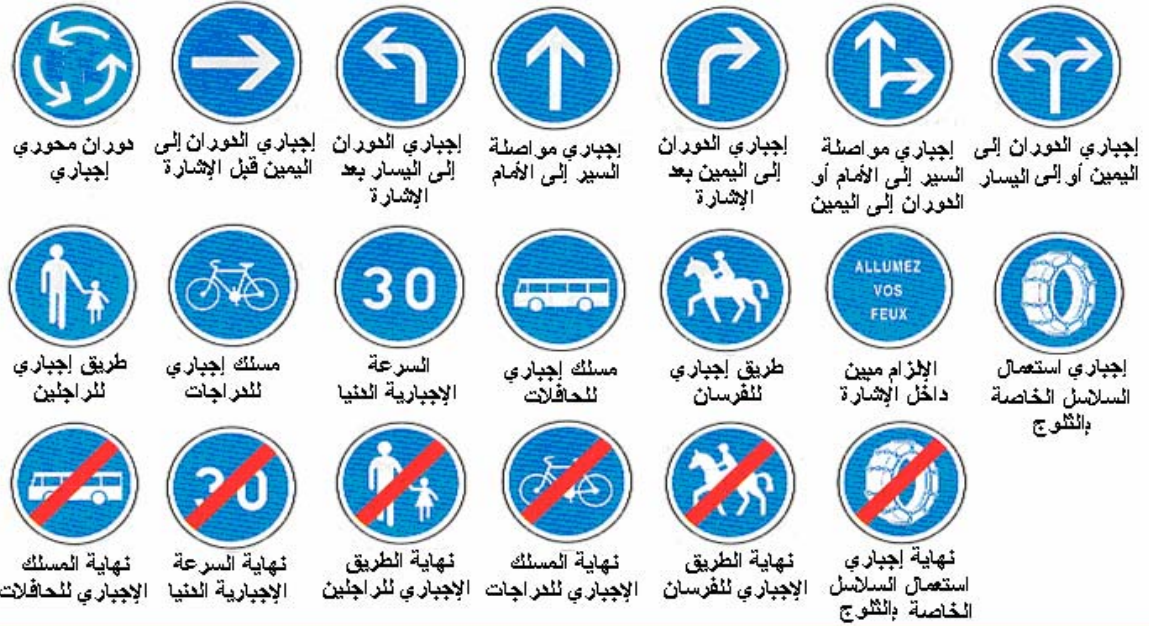 إجباري الدوران إلى
اليمين أو إلى اليسار
إجباري مواصلة
السير إلى الأمام أو
الدوران إلى اليمين
إجباري الدوران
إلى اليمين بعد
الإشارة
إجباري مواصلة
السير إلى الأمام
إجباري الدوران
إلى اليسار بعد
الإشارة
إجباري الدوران إلى
اليمين قبل الإشارة
دوران محوري
إجباري
إجباري استعمال
السلاسل الخاصة
بالثلوج
ALLUMEZ
VOS
FEUX
الإلزام مبين
داخل الإشارة
طريق إجباري
للفرسان
مسلك إجباري
للحافلات
30
السرعة
الإجبارية الدنيا
مسلك إجباري
للدراجات
طريق إجباري
للراجلين
نهاية إجباري
استعمال السلاسل
الخاصة بالثلوج
نهاية الطريق
الإجباري للفرسان
نهاية المسلك
الإجباري للدراجات
نهاية الطريق
الإجباري للراجلين
30
نهاية السرعة
الإجبارية الدنيا
نهاية المسلك
الإجباري للحافلات